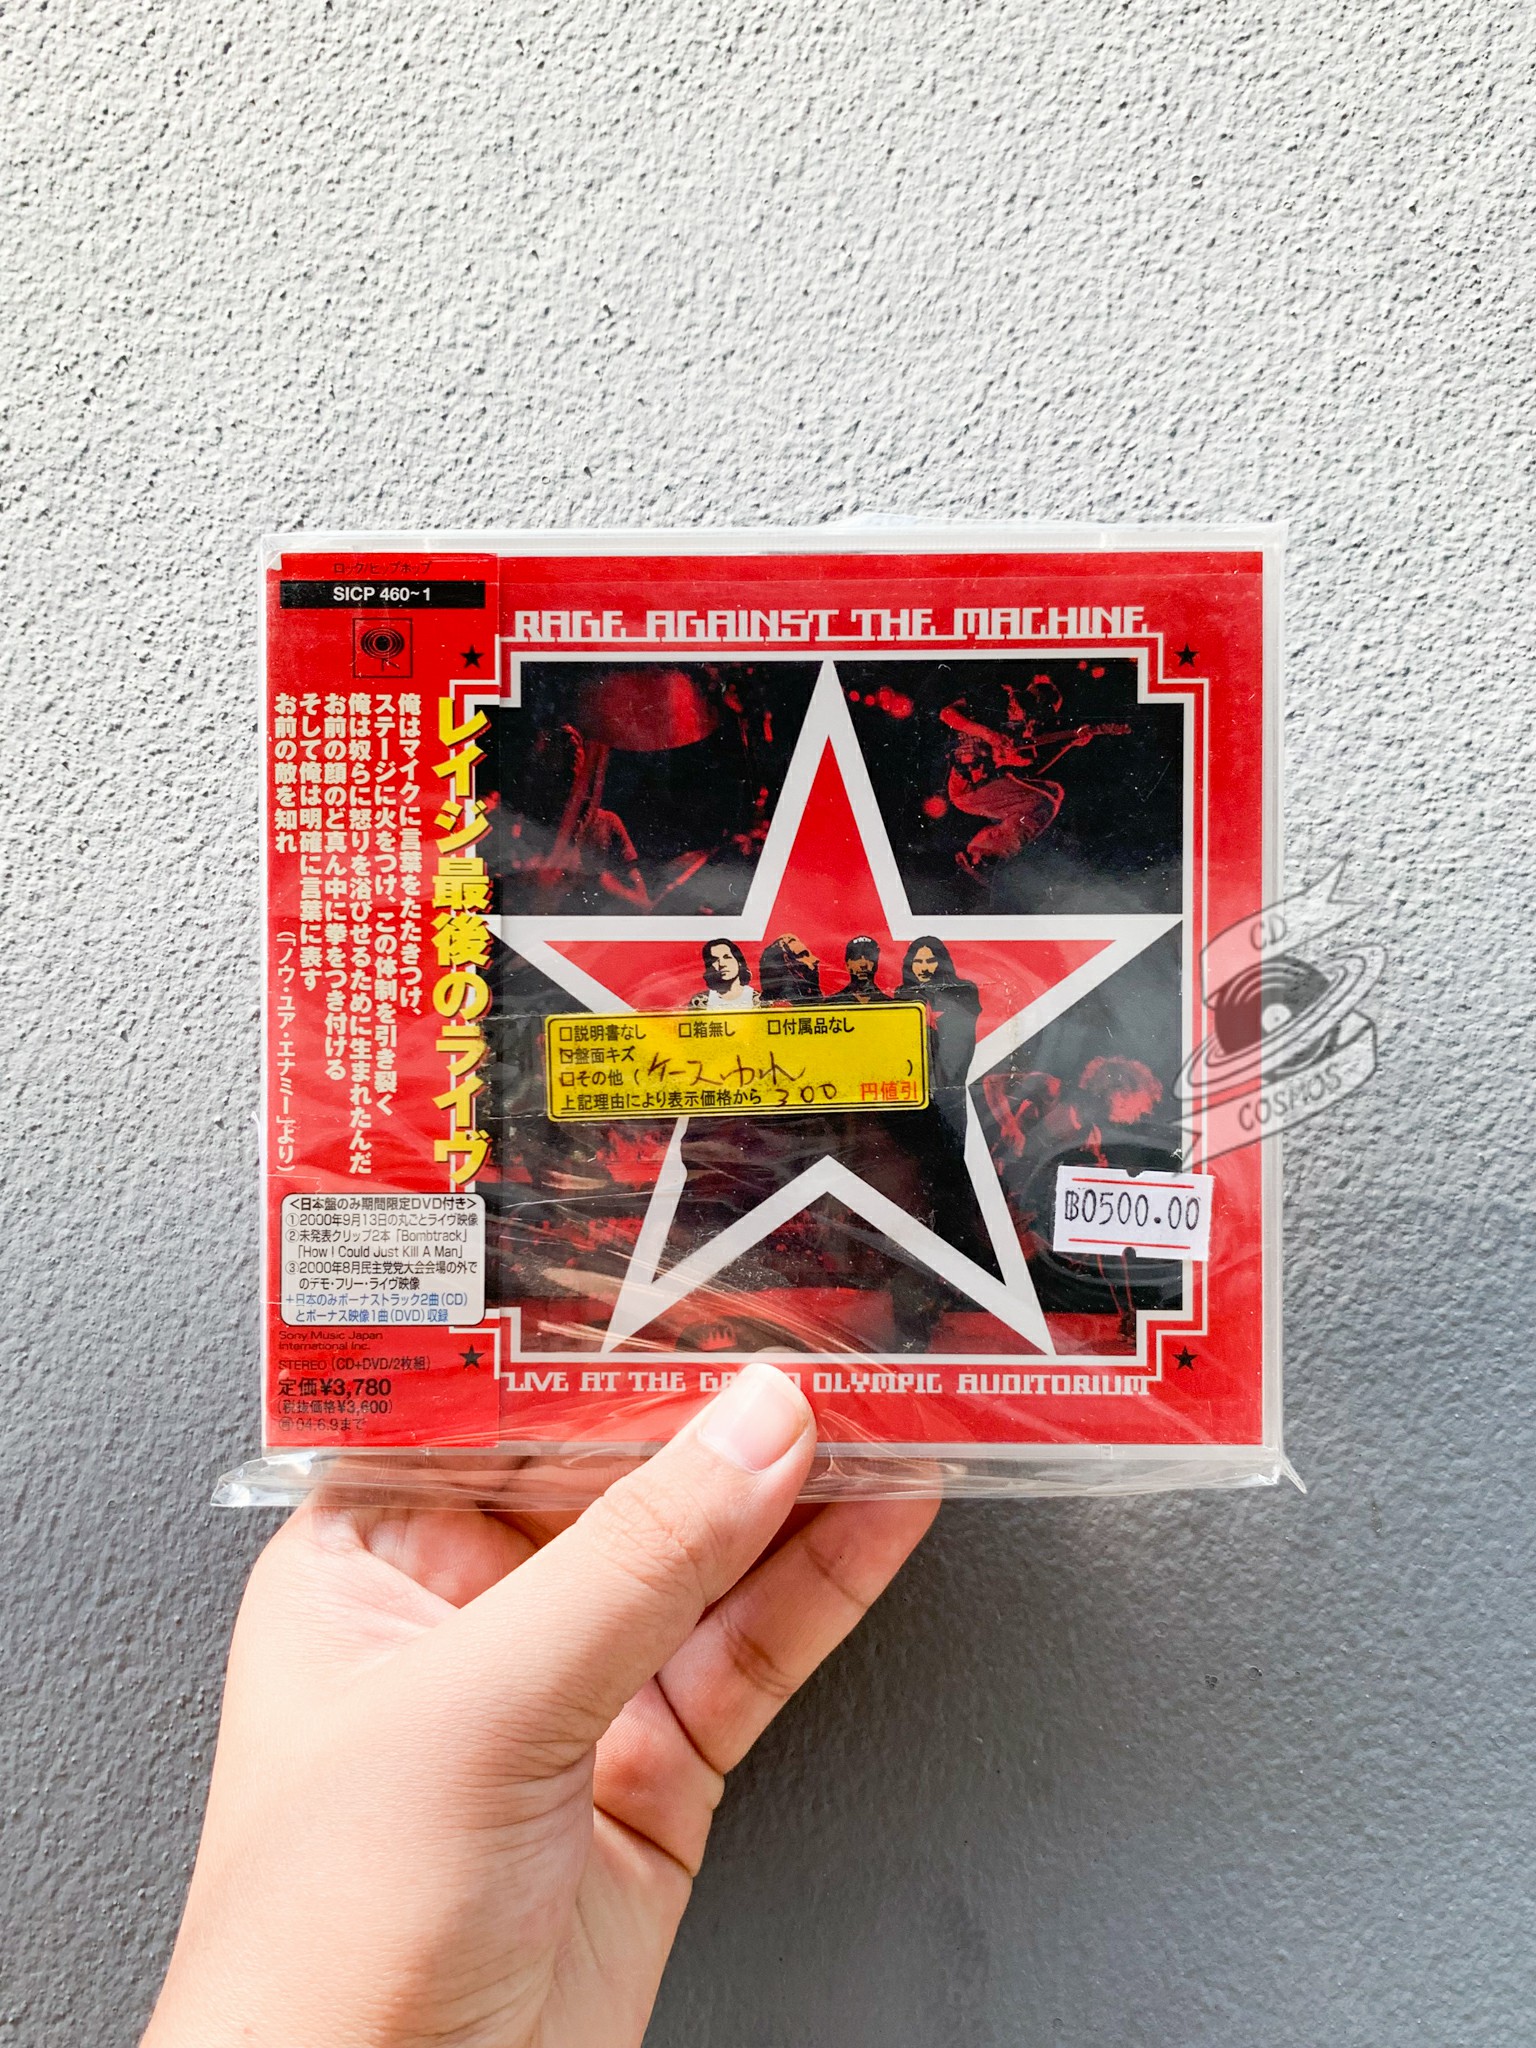 ロック/ヒップホップ
SICP 460~1
レイジ最後のライヴ
俺はマイクに言葉をたたきつけ、
ステージに火をつけ、この体制を引き裂く
俺は奴らに怒りを浴びせるために生まれたんだ
お前の顔のど真ん中に拳をつき付ける
そして俺は明確に言葉に表す
お前の敵を知れ
(「ノウ・ユア・エナミー」より)
<日本盤のみ期間限定DVD付き>
①2000年9月13日の丸ごとライヴ映像
②未発表クリップ2本「Bombtrack」
「How I Could Just Kill A Man」
③2000年8月民主党党大会会場の外で
のデモ・フリー・ライヴ映像
+日本のみボーナストラック2曲(CD)
とボーナス映像1曲(DVD)収録
Sony Music Japan
International Inc.
STEREO (CD+DVD/2枚組)
定価¥3,780
(税抜価格¥3,600)
04.6.9まで
RAGE AGAINST THE MACHINE
□説明書なし □箱無し □付属品なし
☑盤面キズ
□その他 (ケースわれ)
上記理由により表示価格から 300 円値引
฿0500.00
LIVE AT THE GRAND OLYMPIC AUDITORIUM
CD
COSMOS